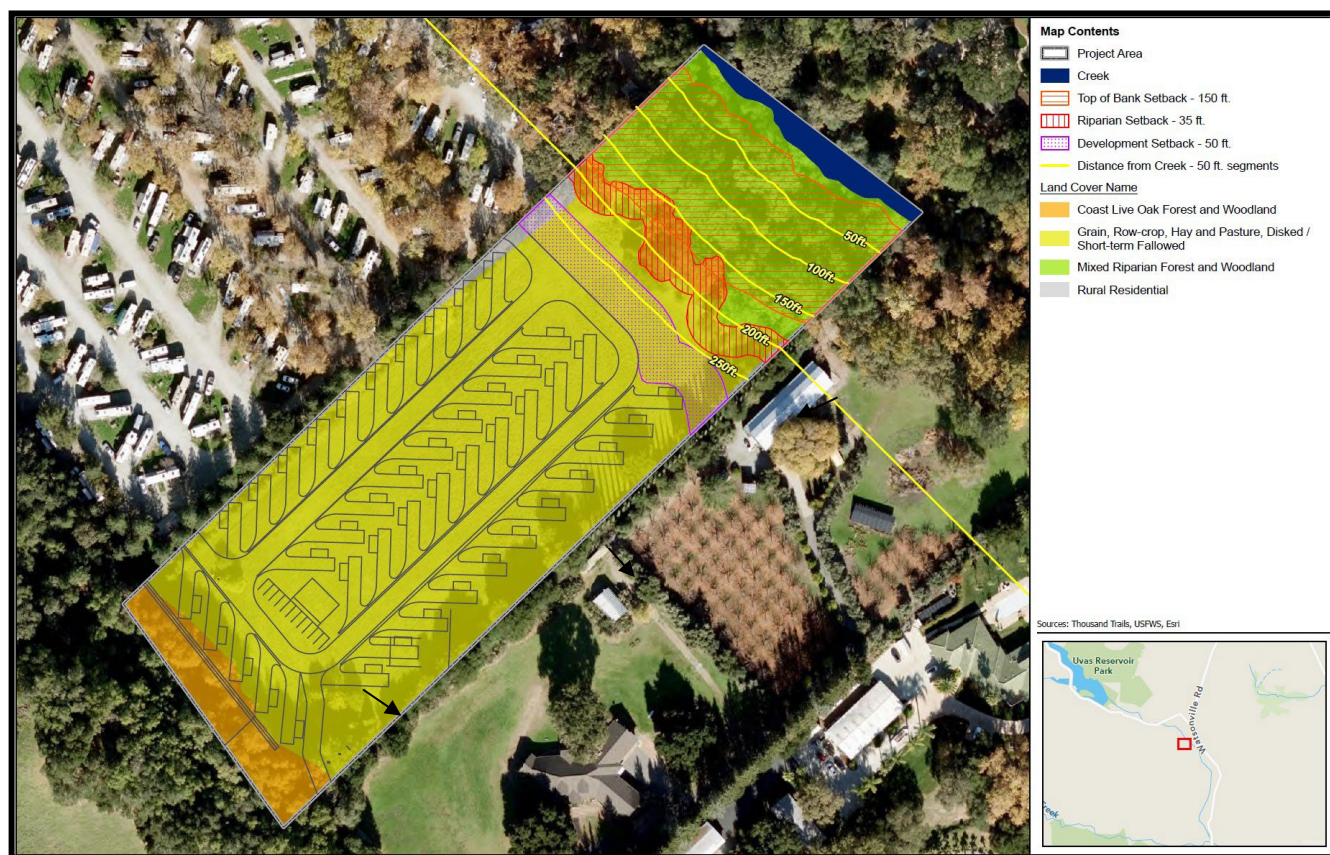 Map Contents
Project Area
Creek
Top of Bank Setback - 150 ft.
Riparian Setback - 35 ft.
Development Setback - 50 ft.
Distance from Creek - 50 ft. segments
Land Cover Name
Coast Live Oak Forest and Woodland
Grain, Row-crop, Hay and Pasture, Disked /
Short-term Fallowed
Mixed Riparian Forest and Woodland
Rural Residential
50ft.
100ft.
150ft.
200ft.
250ft.
Sources: Thousand Trails, USFWS, Esri
Uvas Reservoir
Park
Watsonville Rd
Creek